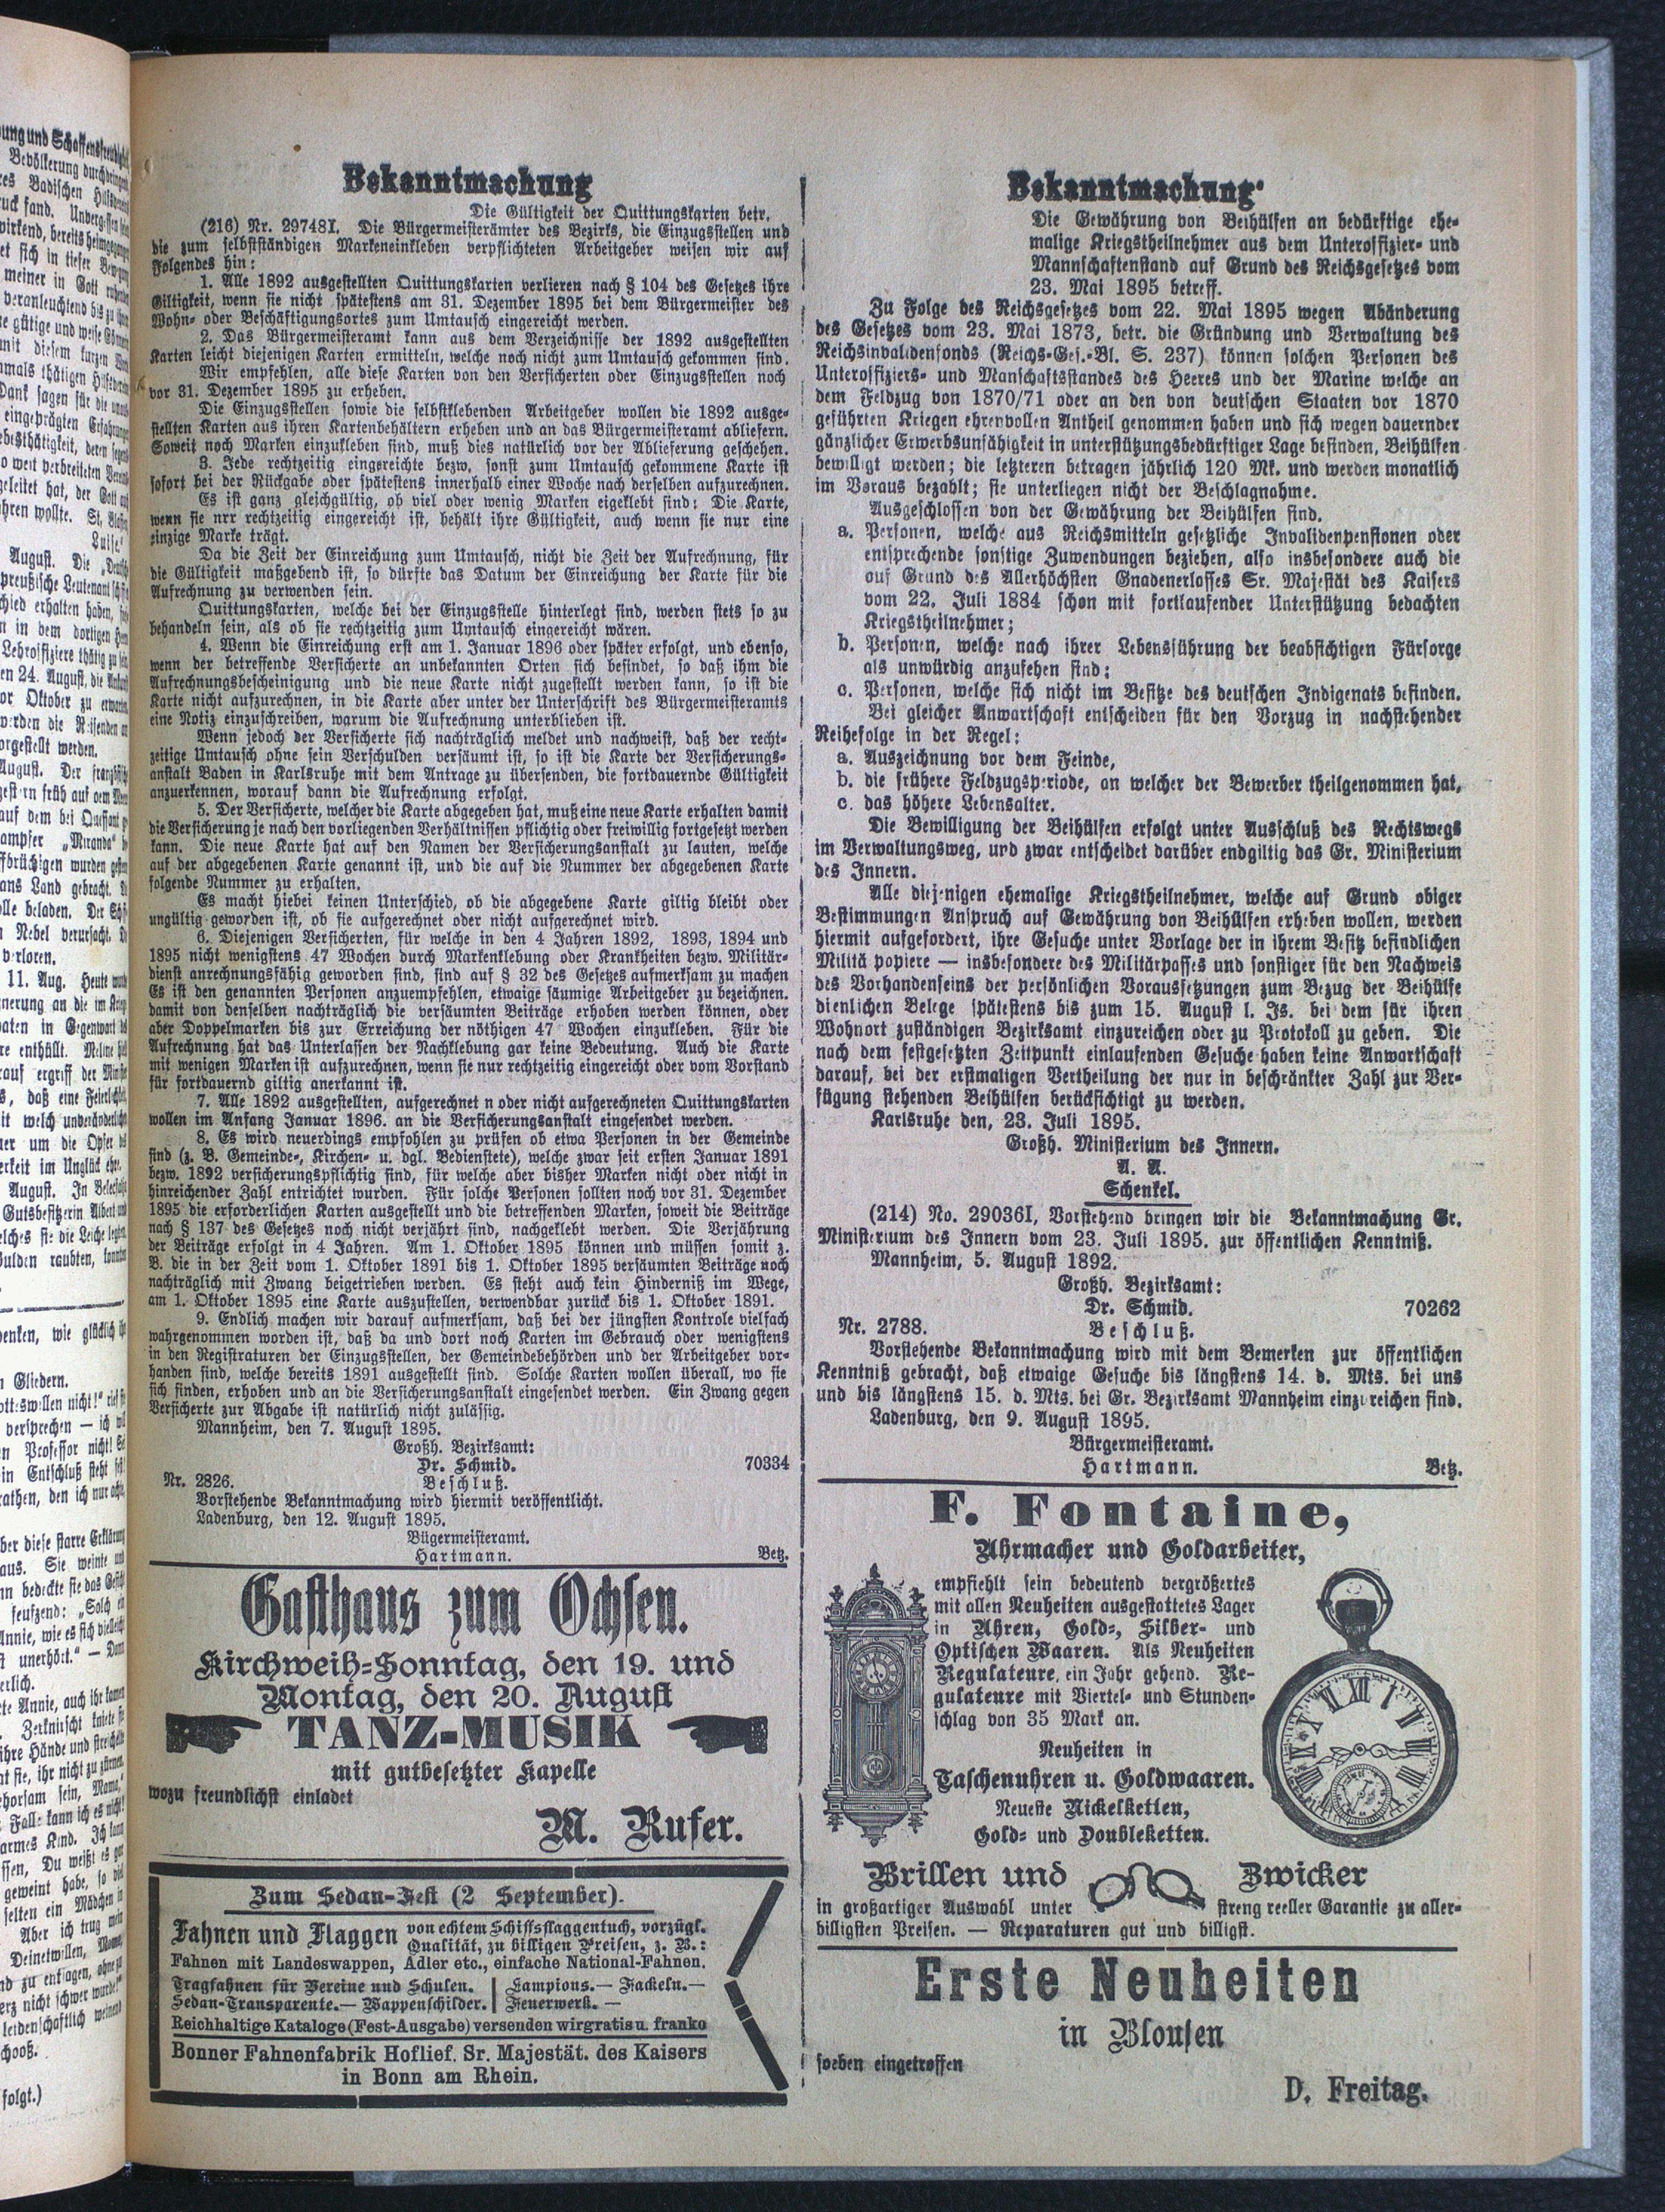 Bekanntmachung
Die Gültigkeit der Quittungskarten betr.
(216) Nr. 29748I. Die Bürgermeisterämter des Bezirks, die Einzugsstellen und
die zum selbstständigen Markeneinkleben verpflichteten Arbeitgeber weisen wir auf
Folgendes hin:
1. Alle 1892 ausgestellten Quittungskarten verlieren nach § 104 des Gesetzes ihre
Giltigkeit, wenn sie nicht spätestens am 31. Dezember 1895 bei dem Bürgermeister des
Wohn- oder Beschäftigungsortes zum Umtausch eingereicht werden.
2. Das Bürgermeisteramt kann aus dem Verzeichnisse der 1892 ausgestellten
Karten leicht diejenigen Karten ermitteln, welche noch nicht zum Umtausch gekommen sind.
Wir empfehlen, alle diese Karten von den Versicherten oder Einzugsstellen noch
vor 31. Dezember 1895 zu erheben.
Die Einzugsstellen sowie die selbstklebenden Arbeitgeber wollen die 1892 ausge-
stellten Karten aus ihren Kartenbehältern erheben und an das Bürgermeisteramt abliefern.
Soweit noch Marken einzukleben sind, muß dies natürlich vor der Ablieferung geschehen.
3. Jede rechtzeitig eingereichte bezw. sonst zum Umtausch gekommene Karte ist
sofort bei der Rückgabe oder spätestens innerhalb einer Woche nach derselben aufzurechnen.
Es ist ganz gleichgültig, ob viel oder wenig Marken eigeklebt sind: Die Karte,
wenn sie nrr rechtzeitig eingereicht ist, behält ihre Gültigkeit, auch wenn sie nur eine
einzige Marke trägt.
Da die Zeit der Einreichung zum Umtausch, nicht die Zeit der Aufrechnung, für
die Gültigkeit maßgebend ist, so dürfte das Datum der Einreichung der Karte für die
Aufrechnung zu verwenden sein.
Quittungskarten, welche bei der Einzugsstelle hinterlegt sind, werden stets so zu
behandeln sein, als ob sie rechtzeitig zum Umtausch eingereicht wären.
4. Wenn die Einreichung erst am 1. Januar 1896 oder später erfolgt, und ebenso,
wenn der betreffende Versicherte an unbekannten Orten sich befindet, so daß ihm die
Aufrechnungsbescheinigung und die neue Karte nicht zugestellt werden kann, so ist die
Karte nicht aufzurechnen, in die Karte aber unter der Unterschrift des Bürgermeisteramts
eine Notiz einzuschreiben, warum die Aufrechnung unterblieben ist.
Wenn jedoch der Versicherte sich nachträglich meldet und nachweist, daß der recht-
zeitige Umtausch ohne sein Verschulden versäumt ist, so ist die Karte der Versicherungs-
anstalt Baden in Karlsruhe mit dem Antrage zu übersenden, die fortdauernde Gültigkeit
anzuerkennen, worauf dann die Aufrechnung erfolgt.
5. Der Versicherte, welcher die Karte abgegeben hat, muß eine neue Karte erhalten damit
die Versicherung je nach den vorliegenden Verhältnissen pflichtig oder freiwillig fortgesetzt werden
kann. Die neue Karte hat auf den Namen der Versicherungsanstalt zu lauten, welche
auf der abgegebenen Karte genannt ist, und die auf die Nummer der abgegebenen Karte
folgende Nummer zu erhalten.
Es macht hiebei keinen Unterschied, ob die abgegebene Karte giltig bleibt oder
ungültig geworden ist, ob sie aufgerechnet oder nicht aufgerechnet wird.
6. Diejenigen Versicherten, für welche in den 4 Jahren 1892, 1893, 1894 und
1895 nicht wenigstens 47 Wochen durch Markenklebung oder Krankheiten bezw. Militär-
dienst anrechnungsfähig geworden sind, sind auf § 32 des Gesetzes aufmerksam zu machen
Es ist den genannten Personen anzuempfehlen, etwaige säumige Arbeitgeber zu bezeichnen.
damit von denselben nachträglich die versäumten Beiträge erhoben werden können, oder
aber Doppelmarken bis zur Erreichung der nöthigen 47 Wochen einzukleben. Für die
Aufrechnung hat das Unterlassen der Nachklebung gar keine Bedeutung. Auch die Karte
mit wenigen Marken ist aufzurechnen, wenn sie nur rechtzeitig eingereicht oder vom Vorstand
für fortdauernd giltig anerkannt ist.
7. Alle 1892 ausgestellten, aufgerechnet n oder nicht aufgerechneten Quittungskarten
wollen im Anfang Januar 1896. an die Versicherungsanstalt eingesendet werden.
8. Es wird neuerdings empfohlen zu prüfen ob etwa Personen in der Gemeinde
sind (z. B. Gemeinde-, Kirchen- u. dgl. Bedienstete), welche zwar seit ersten Januar 1891
bezw. 1892 versicherungspflichtig sind, für welche aber bisher Marken nicht oder nicht in
hinreichender Zahl entrichtet wurden. Für solche Personen sollten noch vor 31. Dezember
1895 die erforderlichen Karten ausgestellt und die betreffenden Marken, soweit die Beiträge
nach § 137 des Gesetzes noch nicht verjährt sind, nachgeklebt werden. Die Verjährung
der Beiträge erfolgt in 4 Jahren. Am 1. Oktober 1895 können und müssen somit z.
B. die in der Zeit vom 1. Oktober 1891 bis 1. Oktober 1895 versäumten Beiträge noch
nachträglich mit Zwang beigetrieben werden. Es steht auch kein Hinderniß im Wege,
am 1. Oktober 1895 eine Karte auszustellen, verwendbar zurück bis 1. Oktober 1891.
9. Endlich machen wir darauf aufmerksam, daß bei der jüngsten Kontrole vielfach
wahrgenommen worden ist, daß da und dort noch Karten im Gebrauch oder wenigstens
in den Registraturen der Einzugsstellen, der Gemeindebehörden und der Arbeitgeber vor-
handen sind, welche bereits 1891 ausgestellt sind. Solche Karten wollen überall, wo sie
sich finden, erhoben und an die Versicherungsanstalt eingesendet werden. Ein Zwang gegen
Versicherte zur Abgabe ist natürlich nicht zulässig.
Mannheim, den 7. August 1895.
Großh. Bezirksamt:
Dr. Schmid. 70334
Nr. 2826. Beschluß.
Vorstehende Bekanntmachung wird hiermit veröffentlicht.
Ladenburg, den 12. August 1895.
Bügermeisteramt.
Hartmann. Betz.
Gasthaus zum Ochsen.
Kirchweih-Sonntag, den 19. und
Montag, den 20. August
TANZ-MUSIK
mit gutbesetzter Kapelle
wozu freundlichst einladet
M. Rufer.
Zum Sedan-Fest (2 September).
Fahnen und Flaggen von echtem Schiffsflaggentuch, vorzügl.
Qualität, zu billigen Preisen, z. B.:
Fahnen mit Landeswappen, Adler etc., einfache National-Fahnen.
Tragfahnen für Vereine und Schulen. Lampions.— Fackeln.—
Sedan-Transparente.— Wappenschilder. Feuerwerk. —
Reichhaltige Kataloge (Fest-Ausgabe) versenden wir gratis u. franko
Bonner Fahnenfabrik Hoflief. Sr. Majestät. des Kaisers
in Bonn am Rhein.
Bekanntmachung
Die Gewährung von Beihülfen an bedürftige ehe-
malige Kriegstheilnehmer aus dem Unteroffizier- und
Mannschaftenstand auf Grund des Reichsgesetzes vom
23. Mai 1895 betreff.
Zu Folge des Reichsgesetzes vom 22. Mai 1895 wegen Abänderung
des Gesetzes vom 23. Mai 1873, betr. die Gründung und Verwaltung des
Reichsinvalidenfonds (Reichs-Ges.-Bl. S. 237) können solchen Personen des
Unteroffiziers- und Manschaftsstandes des Heeres und der Marine welche an
dem Feldzug von 1870/71 oder an den von deutschen Staaten vor 1870
geführten Kriegen ehrenvollen Antheil genommen haben und sich wegen dauernder
gänzlicher Erwerbsunfähigkeit in unterstützungsbedürftiger Lage befinden, Beihülfen
bewilligt werden; die letzteren betragen jährlich 120 Mk. und werden monatlich
im Voraus bezahlt; sie unterliegen nicht der Beschlagnahme.
Ausgeschlossen von der Gewährung der Beihülfen sind.
a. Personen, welche aus Reichsmitteln gesetzliche Invalidenpensionen oder
entsprechende sonstige Zuwendungen beziehen, also insbesondere auch die
auf Grund des Allerhöchsten Gnadenerlasses Sr. Majestät des Kaisers
vom 22. Juli 1884 schon mit fortlaufender Unterstützung bedachten
Kriegstheilnehmer;
b. Personen, welche nach ihrer Lebensführung der beabsichtigen Fürsorge
als unwürdig anzusehen sind;
c. Personen, welche sich nicht im Besitze des deutschen Indigenats befinden.
Bei gleicher Anwartschaft entscheiden für den Vorzug in nachstehender
Reihefolge in der Regel:
a. Auszeichnung vor dem Feinde,
b. die frühere Feldzugsperiode, an welcher der Bewerber theilgenommen hat,
c. das höhere Lebensalter.
Die Bewilligung der Beihülfen erfolgt unter Ausschluß des Rechtswegs
im Verwaltungsweg, und zwar entscheidet darüber endgiltig das Gr. Ministerium
des Innern.
Alle diejenigen ehemalige Kriegstheilnehmer, welche auf Grund obiger
Bestimmungen Anspruch auf Gewährung von Beihülfen erheben wollen, werden
hiermit aufgefordert, ihre Gesuche unter Vorlage der in ihrem Besitz befindlichen
Militä papiere — insbesondere des Militärpasses und sonstiger für den Nachweis
des Vorhandenseins der persönlichen Voraussetzungen zum Bezug der Beihülfe
dienlichen Belege spätestens bis zum 15. August l. Js. bei dem für ihren
Wohnort zuständigen Bezirksamt einzureichen oder zu Protokoll zu geben. Die
nach dem festgesetzten Zeitpunkt einlaufenden Gesuche haben keine Anwartschaft
darauf, bei der erstmaligen Vertheilung der nur in beschränkter Zahl zur Ver-
fügung stehenden Beihülfen berücksichtigt zu werden.
Karlsruhe den, 23. Juli 1895.
Großh. Ministerium des Innern.
A. A.
Schenkel.
(214) No. 29036I, Vorstehend bringen wir die Bekanntmachung Gr.
Ministerium des Innern vom 23. Juli 1895. zur öffentlichen Kenntniß.
Mannheim, 5. August 1892.
Großh. Bezirksamt:
Dr. Schmid. 70262
Nr. 2788. Beschluß.
Vorstehende Bekanntmachung wird mit dem Bemerken zur öffentlichen
Kenntniß gebracht, daß etwaige Gesuche bis längstens 14. d. Mts. bei uns
und bis längstens 15. d. Mts. bei Gr. Bezirksamt Mannheim einzureichen sind.
Ladenburg, den 9. August 1895.
Bürgermeisteramt.
Hartmann. Betz.
F. Fontaine,
Uhrmacher und Goldarbeiter,
empfiehlt sein bedeutend vergrößertes
mit allen Neuheiten ausgestattetes Lager
in Uhren, Gold-, Silber- und
Optischen Waaren. Als Neuheiten
Regulateure, ein Jahr gehend. Re-
gulateure mit Viertel- und Stunden-
schlag von 35 Mark an.
Neuheiten in
Taschenuhren u. Goldwaaren.
Neueste Nickelketten,
Gold- und Doubleketten.
Brillen und Zwicker
in großartiger Auswahl unter streng reeller Garantie zu aller-
billigsten Preisen. — Reparaturen gut und billigst.
Erste Neuheiten
in Blousen
soeben eingetroffen
D. Freitag.